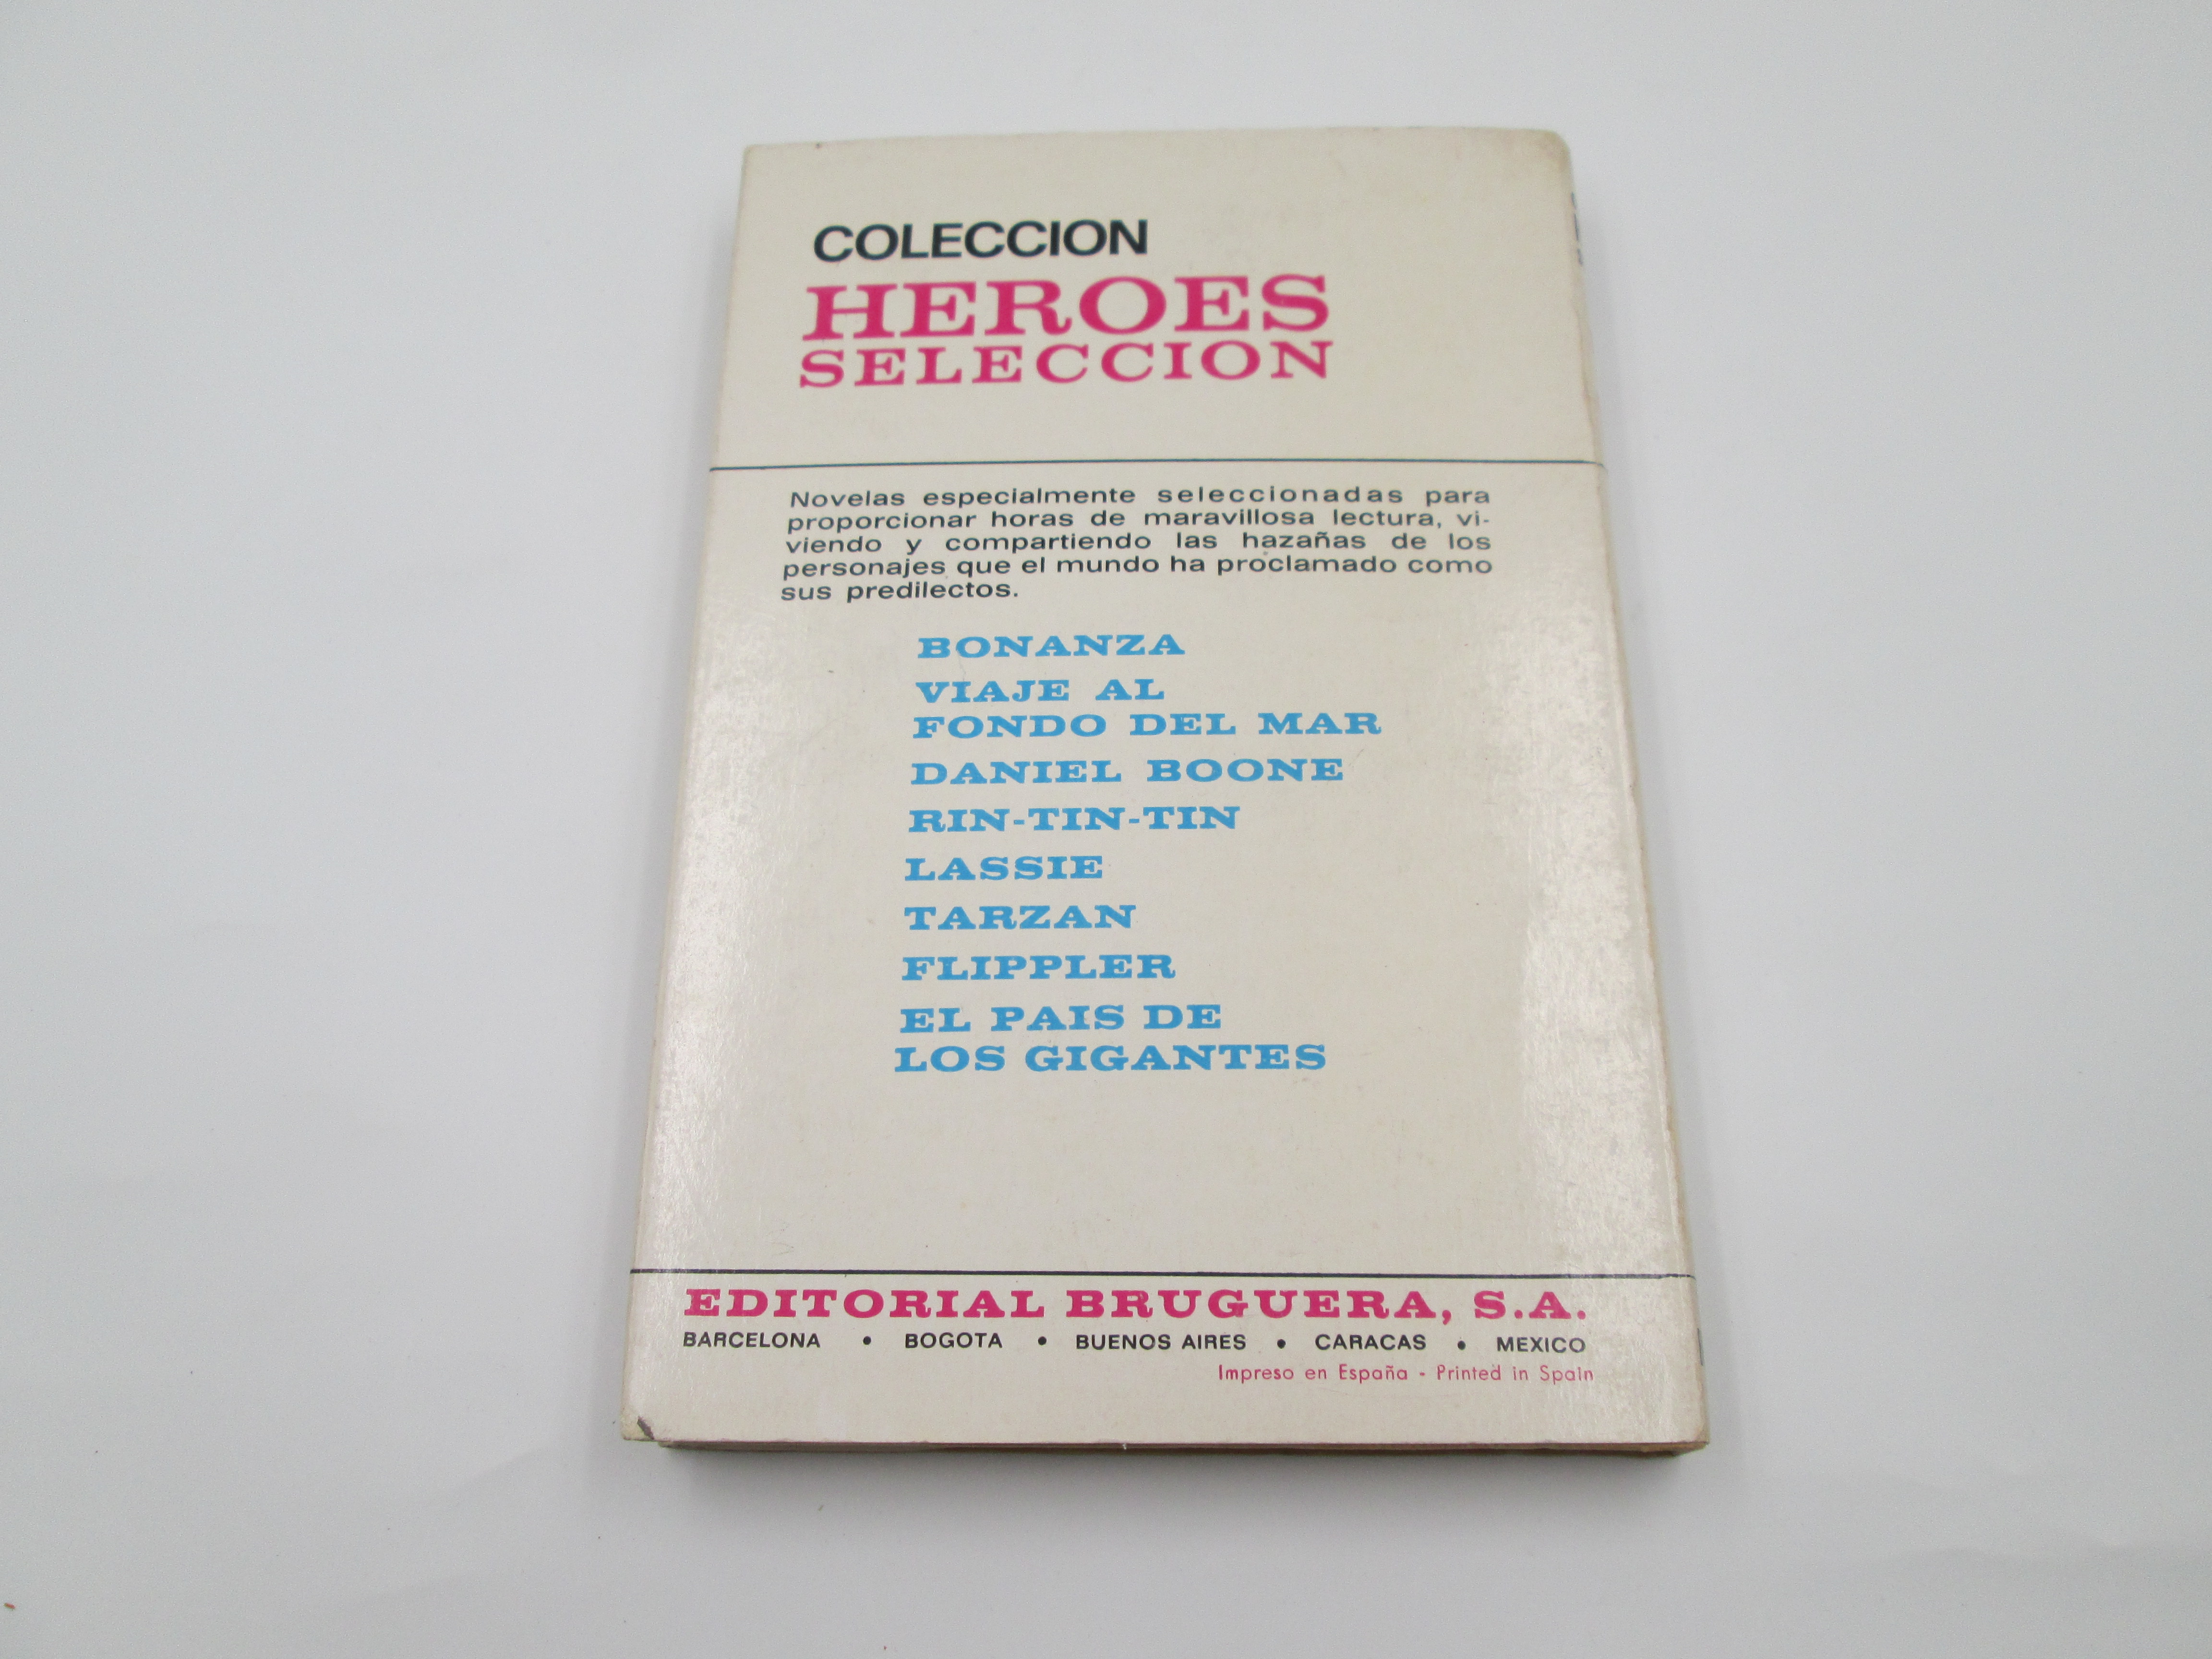 COLECCION
HEROES
SELECCION
Novelas especialmente seleccionadas para
proporcionar horas de maravillosa lectura, vi-
viendo y compartiendo las hazañas de los
personajes que el mundo ha proclamado como
sus predilectos.
BONANZA
VIAJE AL
FONDO DEL MAR
DANIEL BOONE
RIN-TIN-TIN
LASSIE
TARZAN
FLIPPLER
EL PAIS DE
LOS GIGANTES
EDITORIAL BRUGUERA, S.A.
BARCELONA • BOGOTA • BUENOS AIRES • CARACAS • MEXICO
Impreso en España - Printed in Spain